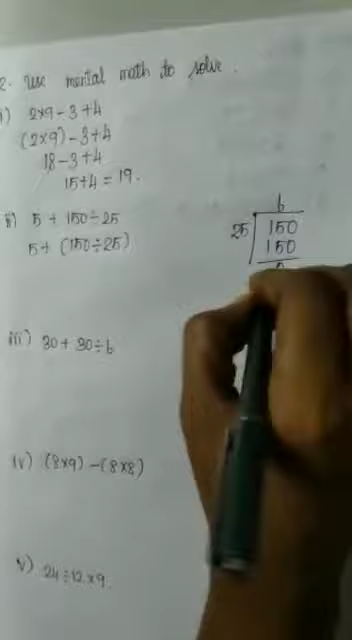 2. Use mental math to solve.
i) 2×9-3+4
(2×9)-3+4
18-3+4
15+4=19.
ii) 5+150÷25
5+(150÷25)
6
25 150
150
0
iii) 30+30÷6
iv) (8×9)-(8×8)
v) 24÷12×9.